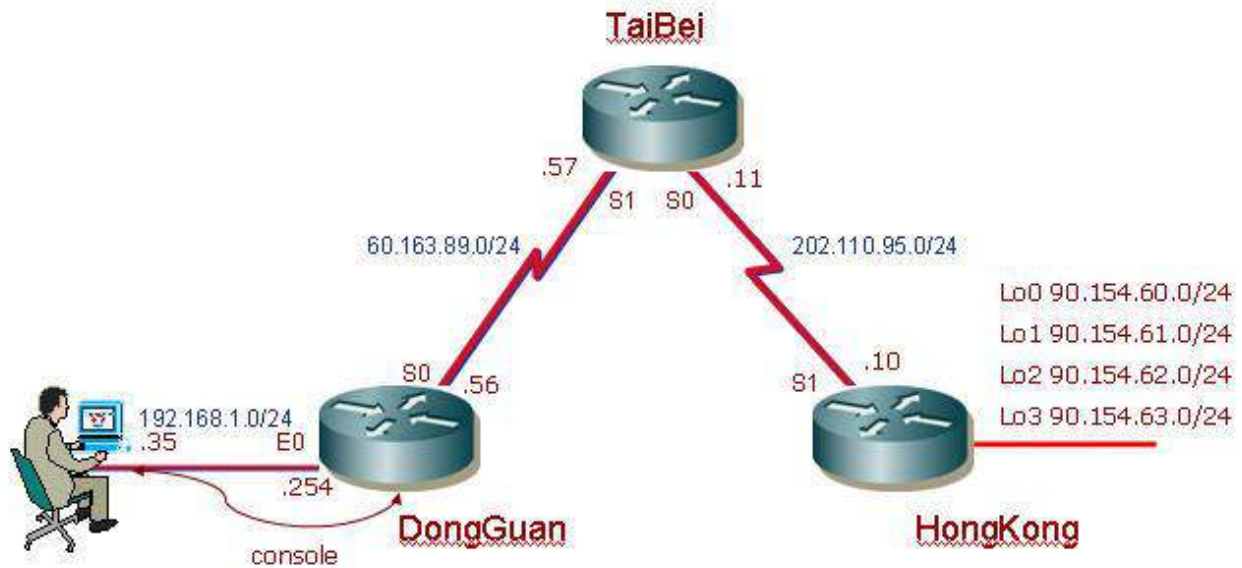 TaiBei
.57
S1
S0
.11
60.163.89.0/24
202.110.95.0/24
Lo0 90.154.60.0/24
Lo1 90.154.61.0/24
Lo2 90.154.62.0/24
Lo3 90.154.63.0/24
S0
.56
S1
.10
192.168.1.0/24
.35
E0
.254
console
DongGuan
HongKong